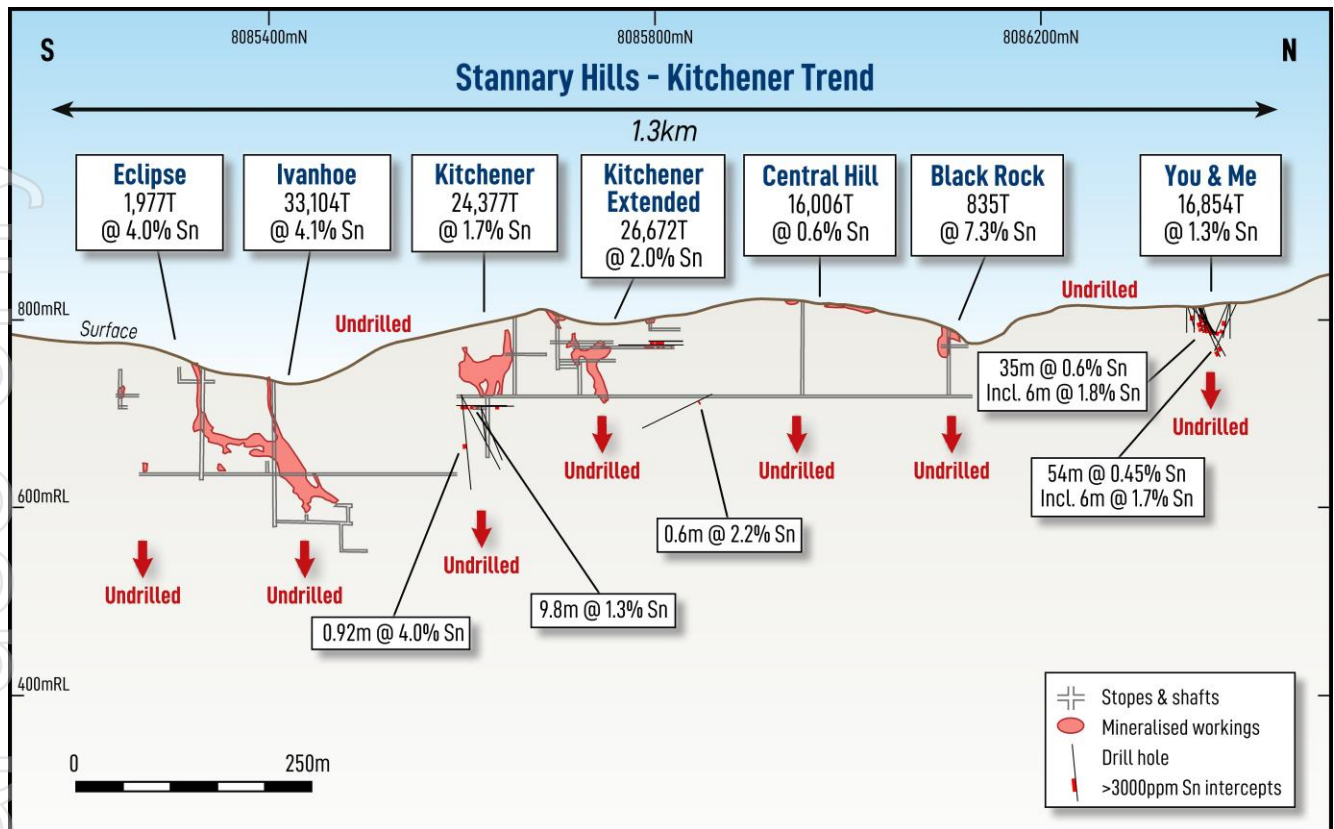 8085400mN
8085800mN
8086200mN
S
N
Stannary Hills - Kitchener Trend
1.3km
Eclipse
1,977T
@ 4.0% Sn
Ivanhoe
33,104T
@ 4.1% Sn
Kitchener
24,377T
@ 1.7% Sn
Kitchener
Extended
26,672T
@ 2.0% Sn
Central Hill
16,006T
@ 0.6% Sn
Black Rock
835T
@ 7.3% Sn
You & Me
16,854T
@ 1.3% Sn
800mRL
Surface
Undrilled
Undrilled
35m @ 0.6% Sn
Incl. 6m @ 1.8% Sn
Undrilled
Undrilled
Undrilled
Undrilled
54m @ 0.45% Sn
Incl. 6m @ 1.7% Sn
600mRL
0.6m @ 2.2% Sn
Undrilled
Undrilled
Undrilled
9.8m @ 1.3% Sn
0.92m @ 4.0% Sn
400mRL
Stopes & shafts
Mineralised workings
Drill hole
>3000ppm Sn intercepts
0
250m